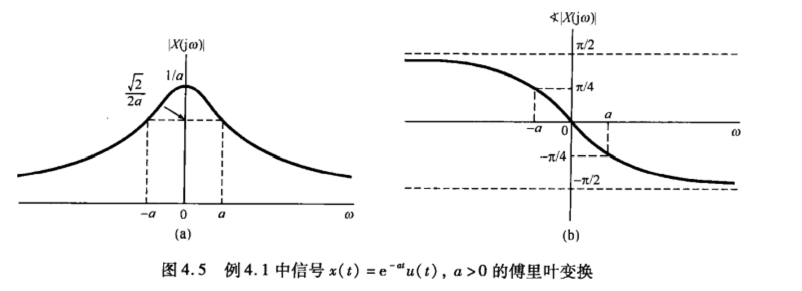 |X(jω)|
√2/2a
1/a
-a 0 a ω
(a)
∢|X(jω)|
π/2
π/4
-a 0 a ω
-π/4
-π/2
(b)
图 4.5 例 4.1 中信号 x(t) = e^{-at}u(t), a > 0 的傅里叶变换